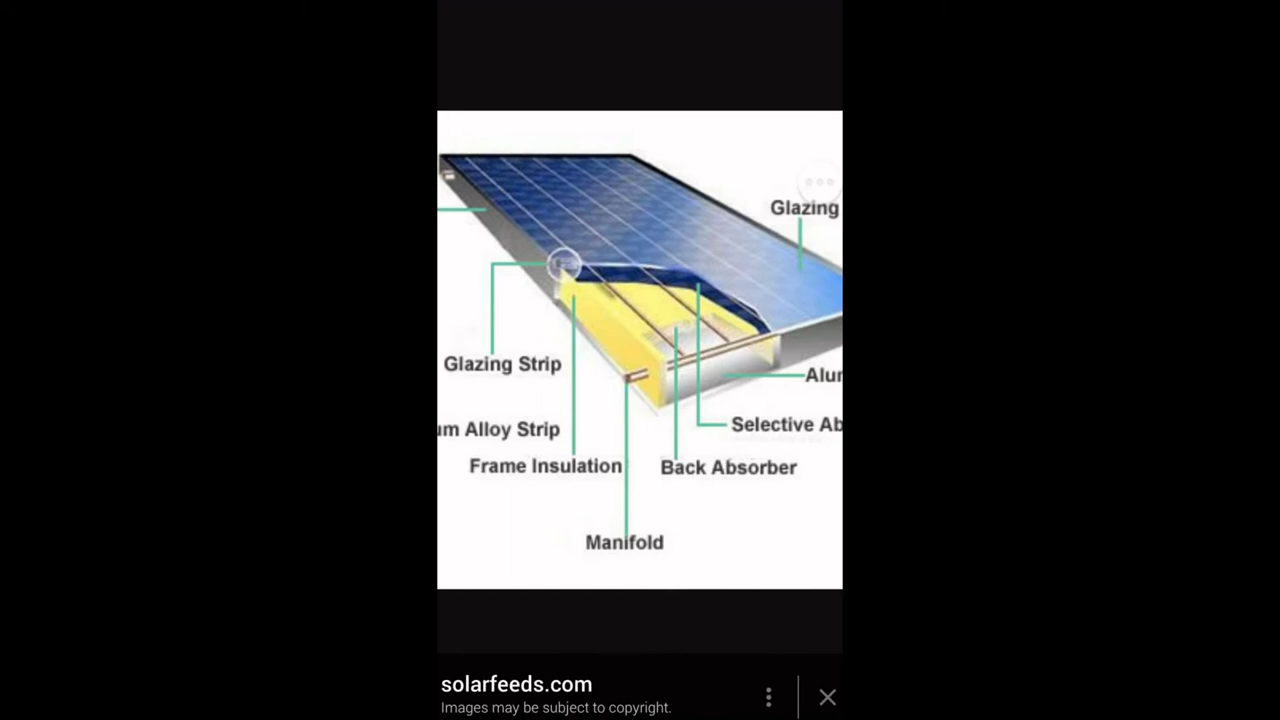 Glazing
Glazing Strip
Alur
um Alloy Strip
Selective Ab
Frame Insulation
Back Absorber
Manifold
solarfeeds.com
Images may be subject to copyright.